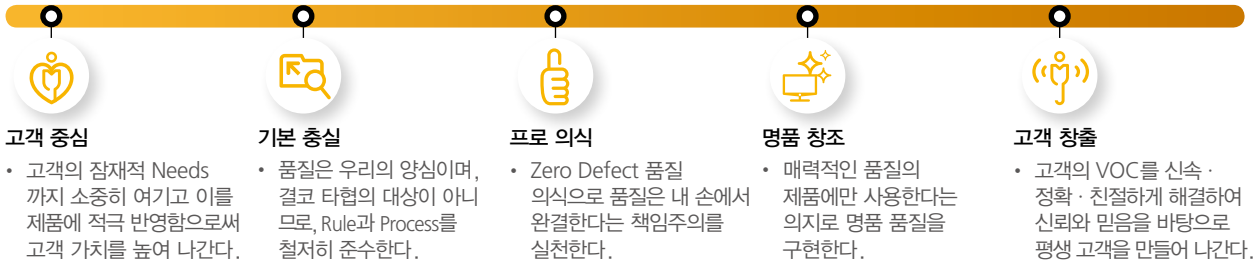 고객 중심
• 고객의 잠재적 Needs
까지 소중히 여기고 이를
제품에 적극 반영함으로써
고객 가치를 높여 나간다.
기본 충실
• 품질은 우리의 양심이며,
결코 타협의 대상이 아니
므로, Rule과 Process를
철저히 준수한다.
프로 의식
• Zero Defect 품질
의식으로 품질은 내 손에서
완결한다는 책임주의를
실천한다.
명품 창조
• 매력적인 품질의
제품에만 사용한다는
의지로 명품 품질을
구현한다.
고객 창출
• 고객의 VOC를 신속 ·
정확 · 친절하게 해결하여
신뢰와 믿음을 바탕으로
평생 고객을 만들어 나간다.